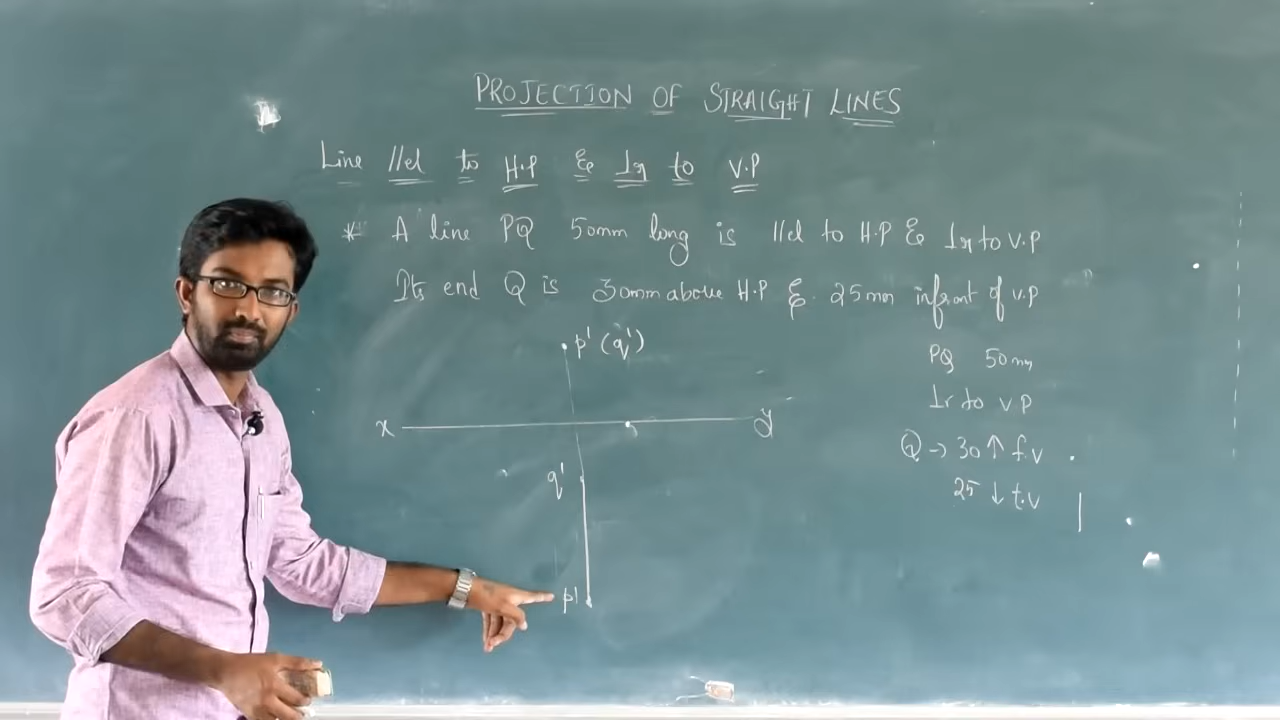 PROJECTION OF STRAIGHT LINES
Line //el to H.P & ⊥r to V.P
* A line PQ 50mm long is //el to H.P & ⊥r to V.P
Its end Q is 30mm above H.P & 25mm infront of V.P
p' (q')
PQ 50mm
⊥r to VP
x y
Q → 30 ↑ f.v
q'
25 ↓ t.v
p'